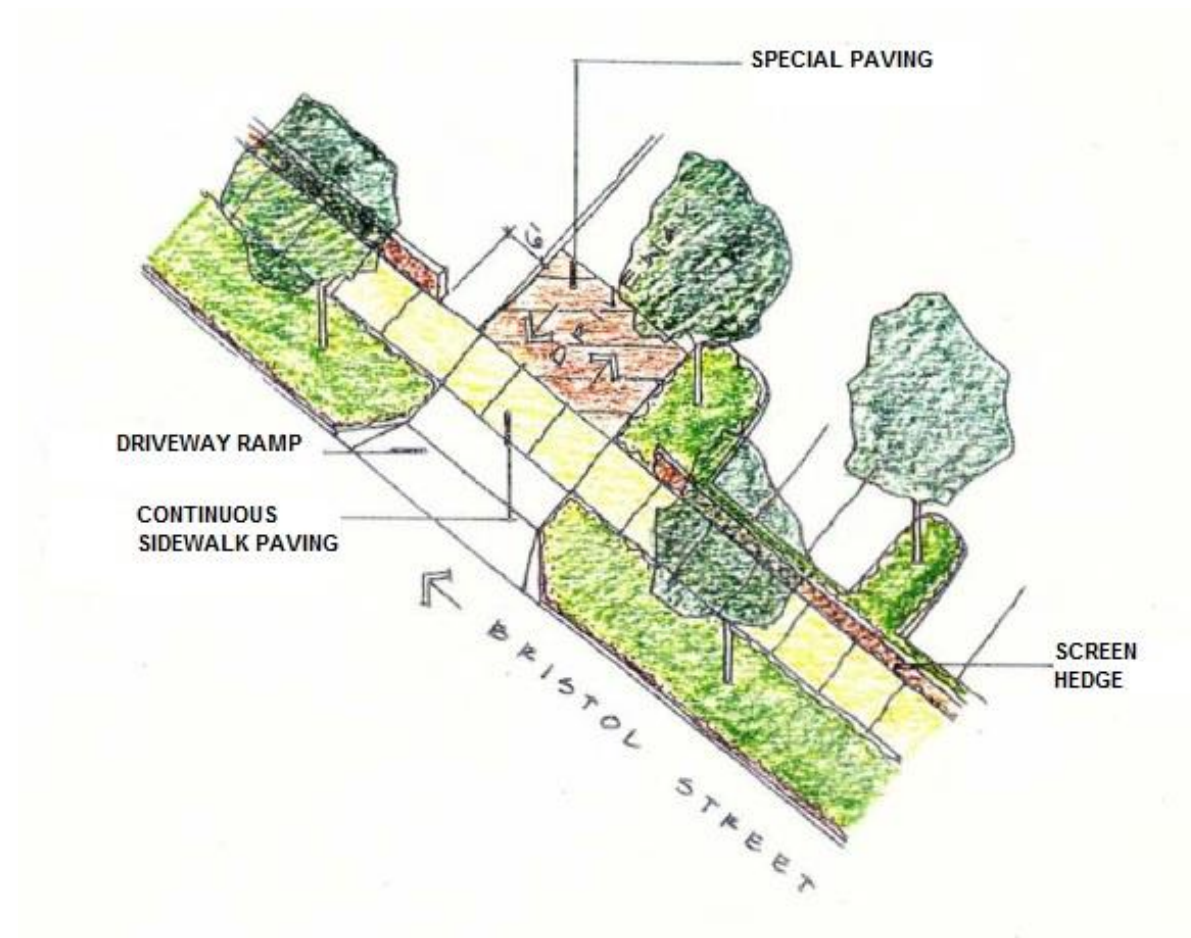 SPECIAL PAVING
DRIVEWAY RAMP
CONTINUOUS
SIDEWALK PAVING
BRISTOL STREET
SCREEN
HEDGE